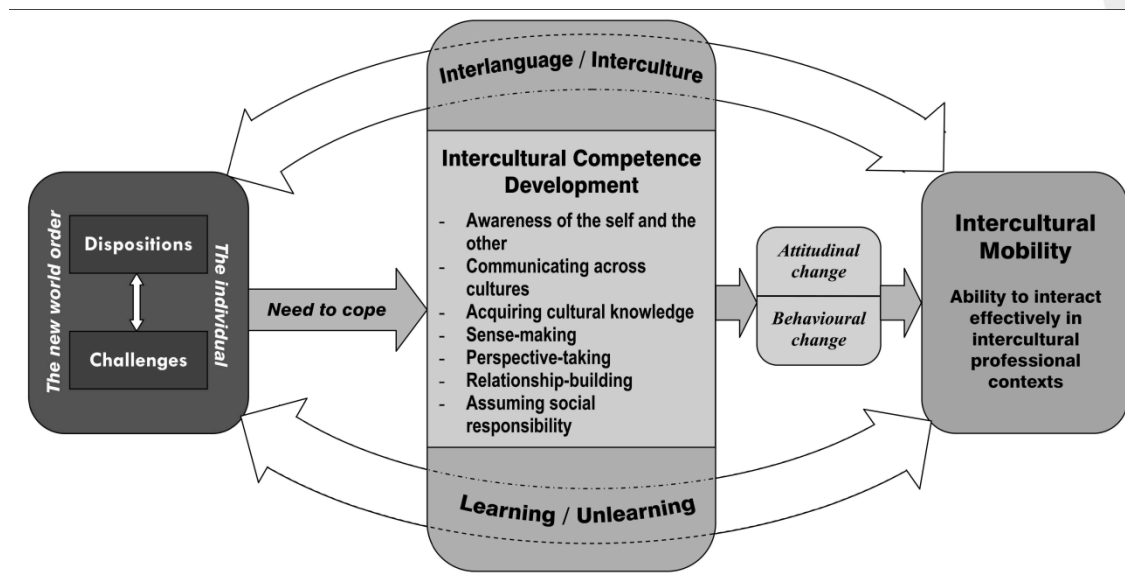 Interlanguage / Interculture
The new world order
Dispositions
Challenges
The individual
Need to cope
Intercultural Competence
Development
- Awareness of the self and the
other
- Communicating across
cultures
- Acquiring cultural knowledge
- Sense-making
- Perspective-taking
- Relationship-building
- Assuming social
responsibility
Attitudinal
change
Behavioural
change
Intercultural
Mobility
Ability to interact
effectively in
intercultural
professional
contexts
Learning / Unlearning